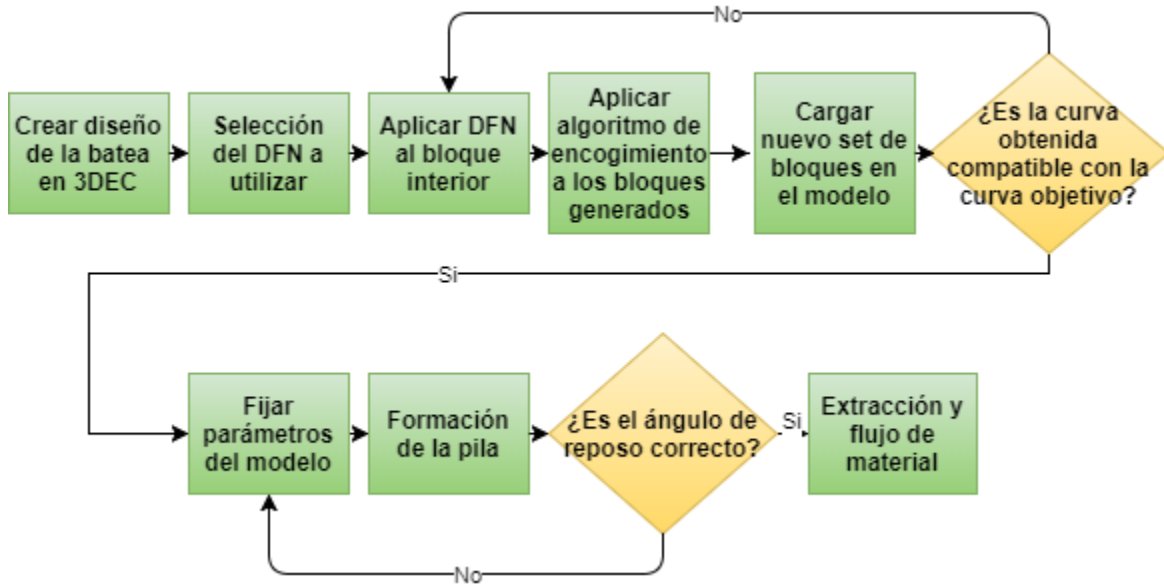 No
Crear diseño
de la batea
en 3DEC
Selección
del DFN a
utilizar
Aplicar DFN
al bloque
interior
Aplicar
algoritmo de
encogimiento
a los bloques
generados
Cargar
nuevo set de
bloques en
el modelo
¿Es la curva
obtenida
compatible con la
curva objetivo?
Si
Fijar
parámetros
del modelo
Formación
de la pila
¿Es el ángulo de
reposo correcto?
Si
Extracción y
flujo de
material
No